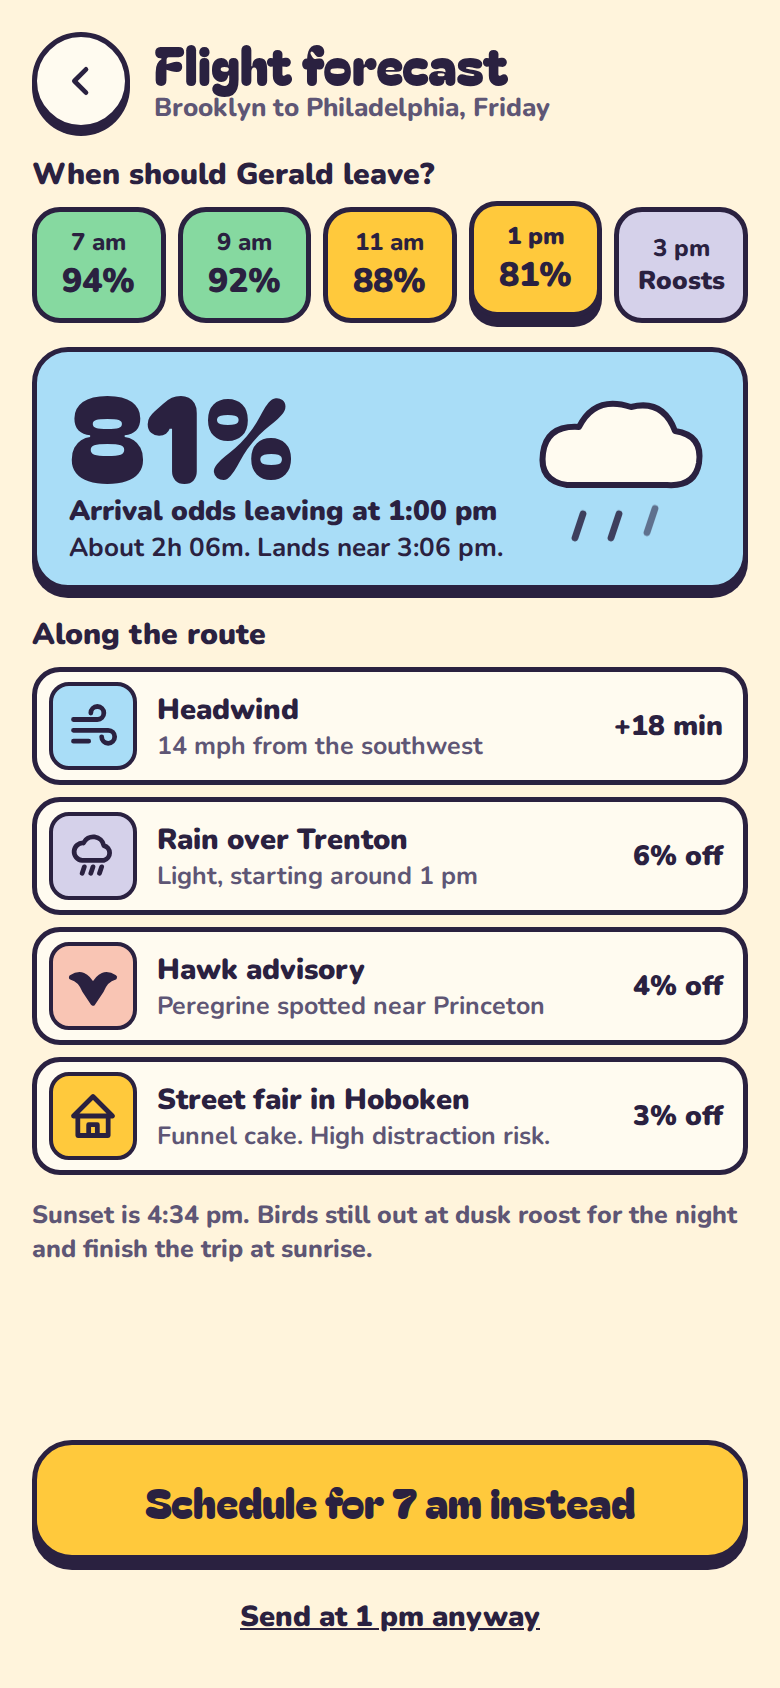 Flight forecast
Brooklyn to Philadelphia, Friday
When should Gerald leave?
7 am
94%
9 am
92%
11 am
88%
1 pm
81%
3 pm
Roosts
81%
Arrival odds leaving at 1:00 pm
About 2h 06m. Lands near 3:06 pm.
Along the route
Headwind
14 mph from the southwest
+18 min
Rain over Trenton
Light, starting around 1 pm
6% off
Hawk advisory
Peregrine spotted near Princeton
4% off
Street fair in Hoboken
Funnel cake. High distraction risk.
3% off
Sunset is 4:34 pm. Birds still out at dusk roost for the night
and finish the trip at sunrise.
Schedule for 7 am instead
Send at 1 pm anyway